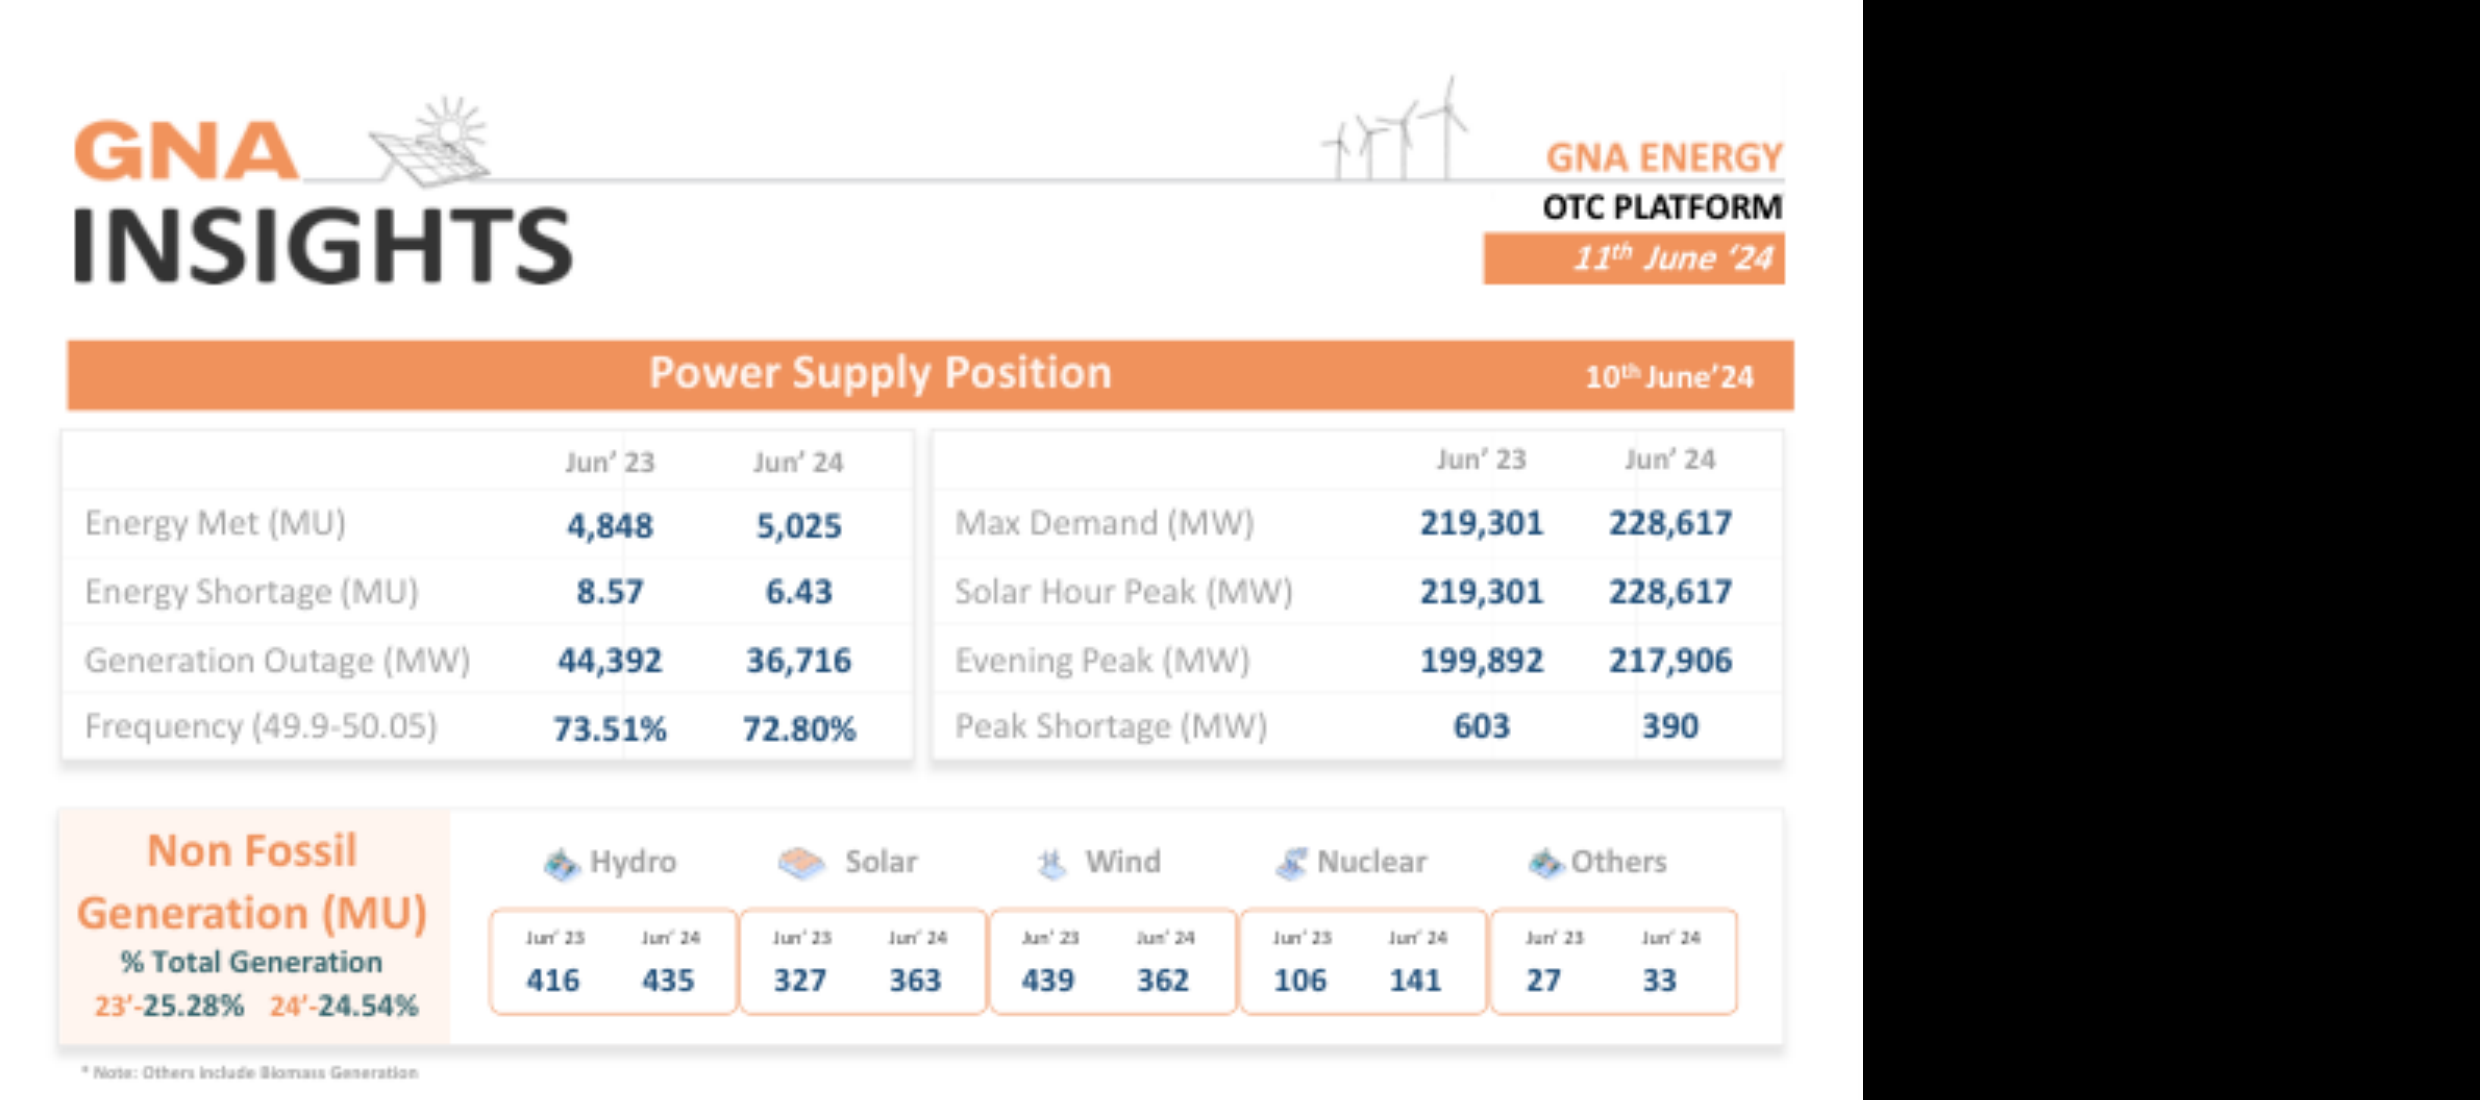 GNA
INSIGHTS
GNA ENERGY
OTC PLATFORM
11th June ‘24
Power Supply Position
10th June’24
Jun’ 23 Jun’ 24
Energy Met (MU) 4,848 5,025
Energy Shortage (MU) 8.57 6.43
Generation Outage (MW) 44,392 36,716
Frequency (49.9-50.05) 73.51% 72.80%
Jun’ 23 Jun’ 24
Max Demand (MW) 219,301 228,617
Solar Hour Peak (MW) 219,301 228,617
Evening Peak (MW) 199,892 217,906
Peak Shortage (MW) 603 390
Non Fossil
Generation (MU)
% Total Generation
23’-25.28% 24’-24.54%
Hydro Solar Wind Nuclear Others
Jun’ 23 Jun’ 24 Jun’ 23 Jun’ 24 Jun’ 23 Jun’ 24 Jun’ 23 Jun’ 24 Jun’ 23 Jun’ 24
416 435 327 363 439 362 106 141 27 33
* Note: Others Include Biomass Generation